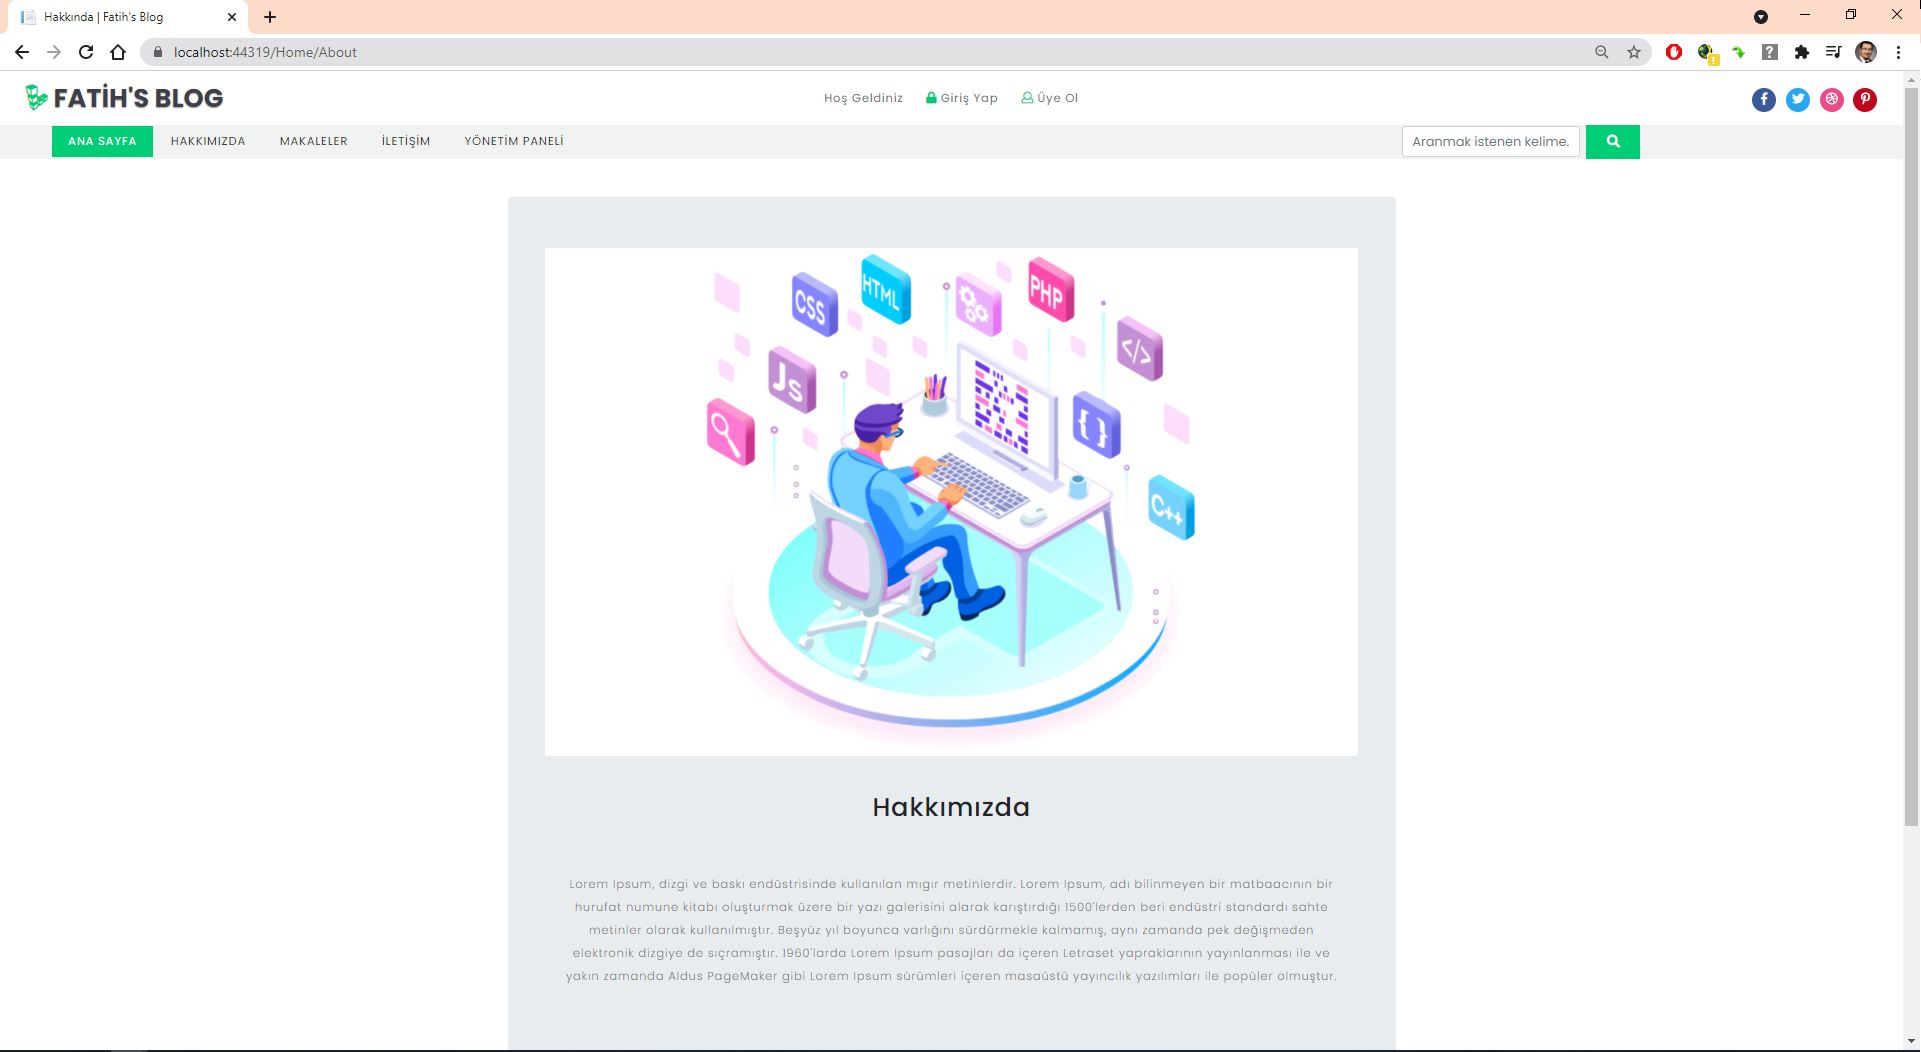 Hakkında | Fatih's Blog
localhost:44319/Home/About
FATİH'S BLOG
Hoş Geldiniz Giriş Yap Üye Ol
ANA SAYFA HAKKIMIZDA MAKALELER İLETİŞİM YÖNETİM PANELİ
Aranmak istenen kelime.
CSS
HTML
PHP
</>
Js
{ }
C++
Hakkımızda
Lorem Ipsum, dizgi ve baskı endüstrisinde kullanılan mıgır metinlerdir. Lorem Ipsum, adı bilinmeyen bir matbaacının bir
hurufat numune kitabı oluşturmak üzere bir yazı galerisini alarak karıştırdığı 1500'lerden beri endüstri standardı sahte
metinler olarak kullanılmıştır. Beşyüz yıl boyunca varlığını sürdürmekle kalmamış, aynı zamanda pek değişmeden
elektronik dizgiye de sıçramıştır. 1960'larda Lorem Ipsum pasajları da içeren Letraset yapraklarının yayınlanması ile ve
yakın zamanda Aldus PageMaker gibi Lorem Ipsum sürümleri içeren masaüstü yayıncılık yazılımları ile popüler olmuştur.